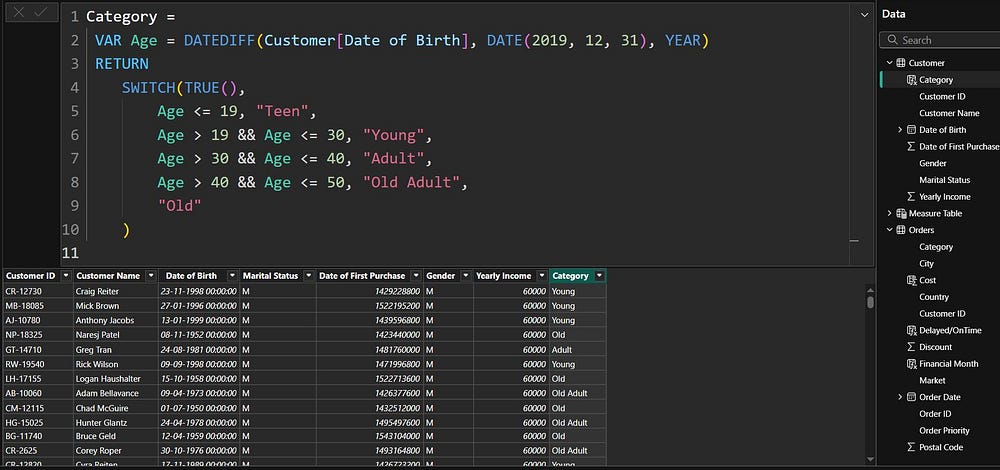 1 Category =
2 VAR Age = DATEDIFF(Customer[Date of Birth], DATE(2019, 12, 31), YEAR)
3 RETURN
4 SWITCH(TRUE(),
5 Age <= 19, "Teen",
6 Age > 19 && Age <= 30, "Young",
7 Age > 30 && Age <= 40, "Adult",
8 Age > 40 && Age <= 50, "Old Adult",
9 "Old"
10 )
11
Customer ID Customer Name Date of Birth Marital Status Date of First Purchase Gender Yearly Income Category
CR-12730 Craig Reiter 23-11-1998 00:00:00 M 1429228800 M 60000 Young
MB-18085 Mick Brown 27-01-1996 00:00:00 M 1522195200 M 60000 Young
AJ-10780 Anthony Jacobs 13-01-1999 00:00:00 M 1439596800 M 60000 Young
NP-18325 Naresj Patel 08-11-1952 00:00:00 M 1423440000 M 60000 Old
GT-14710 Greg Tran 24-08-1981 00:00:00 M 1481760000 M 60000 Adult
RW-19540 Rick Wilson 09-09-1998 00:00:00 M 1471996800 M 60000 Young
LH-17155 Logan Haushalter 15-10-1958 00:00:00 M 1522713600 M 60000 Old
AB-10060 Adam Bellavance 09-04-1973 00:00:00 M 1426377600 M 60000 Old Adult
CM-12115 Chad McGuire 01-07-1950 00:00:00 M 1432512000 M 60000 Old
HG-15025 Hunter Glantz 24-04-1978 00:00:00 M 1495497600 M 60000 Old Adult
BG-11740 Bruce Geld 12-04-1959 00:00:00 M 1543104000 M 60000 Old
CR-2625 Corey Roper 30-10-1976 00:00:00 M 1493164800 M 60000 Old Adult
CR-12820 Cyra Reiten 17-11-1989 00:00:00 M 1426723200 M 60000 Young
Data
Search
Customer
Category
Customer ID
Customer Name
Date of Birth
Date of First Purchase
Gender
Marital Status
Yearly Income
Measure Table
Orders
Category
City
Cost
Country
Customer ID
Delayed/OnTime
Discount
Financial Month
Market
Order Date
Order ID
Order Priority
Postal Code